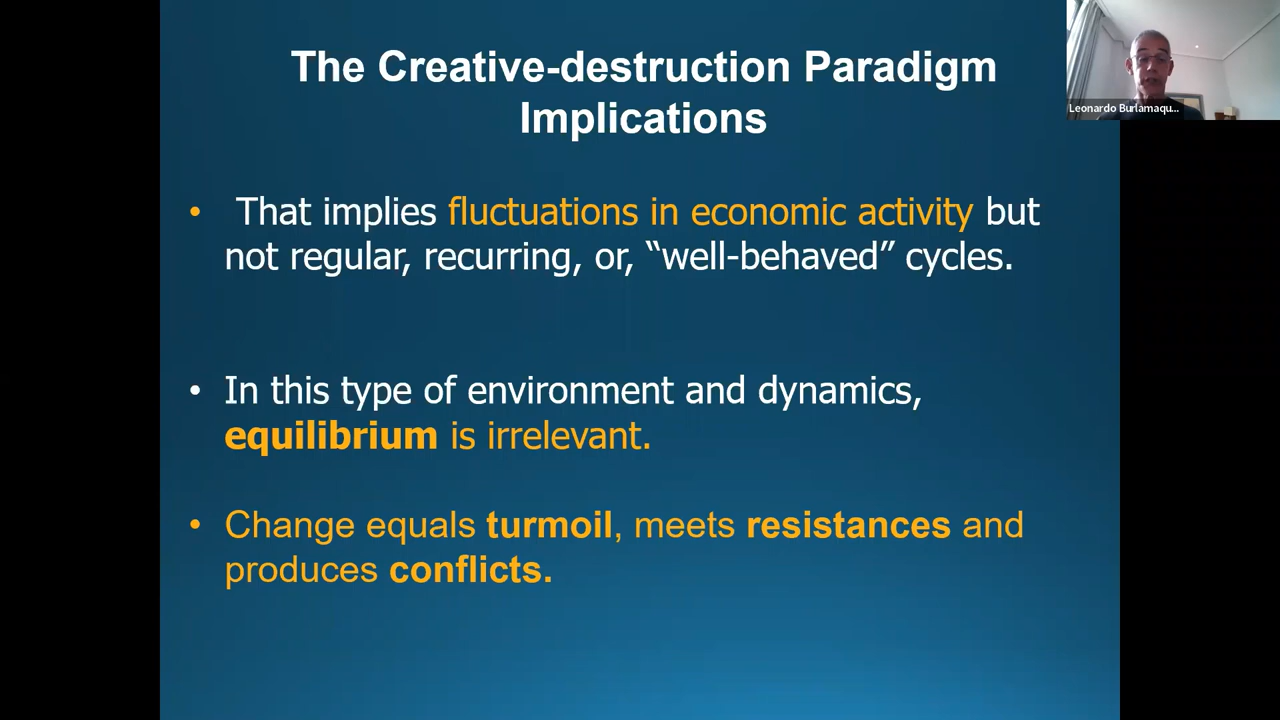 The Creative-destruction Paradigm
Implications
Leonardo Burlamaqu...
• That implies fluctuations in economic activity but
not regular, recurring, or, “well-behaved” cycles.
• In this type of environment and dynamics,
equilibrium is irrelevant.
• Change equals turmoil, meets resistances and
produces conflicts.